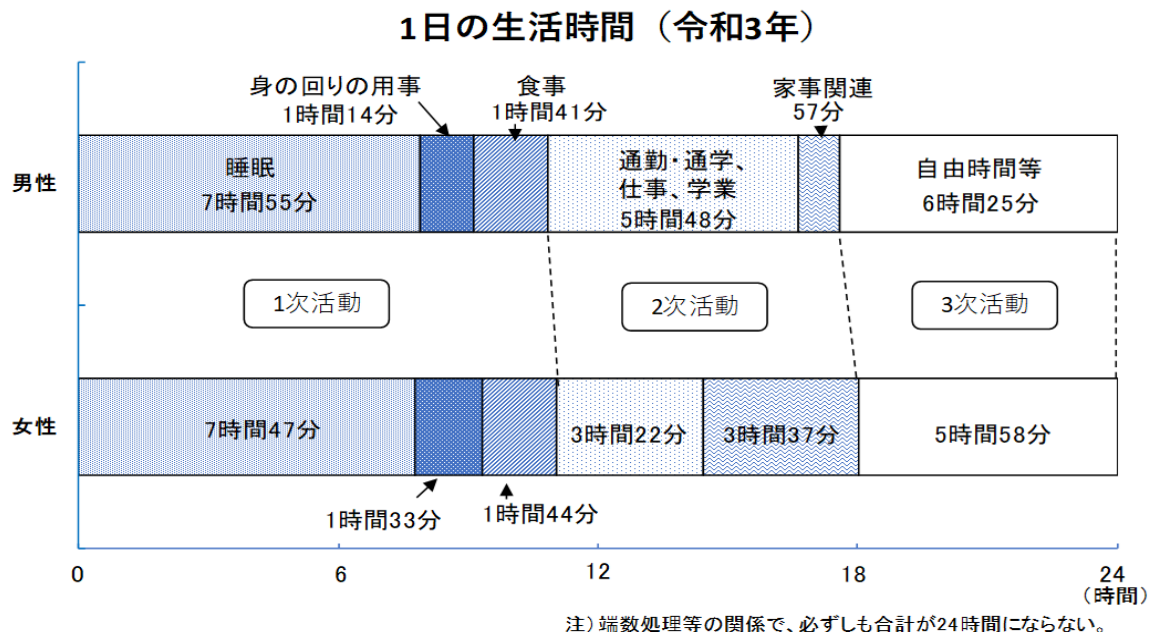 1日の生活時間（令和3年）
身の回りの用事
1時間14分
食事
1時間41分
家事関連
57分
男性
睡眠
7時間55分
通勤・通学、
仕事、学業
5時間48分
自由時間等
6時間25分
1次活動
2次活動
3次活動
女性
7時間47分
3時間22分
3時間37分
5時間58分
1時間33分
1時間44分
0
6
12
18
24
（時間）
注）端数処理等の関係で、必ずしも合計が24時間にならない。